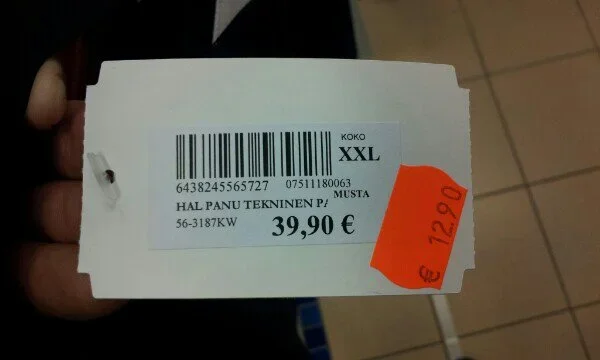 KOKO
XXL
6438245565727 07511180063
MUSTA
HAL PANU TEKNINEN
56-3187KW
39,90 €
€ 12.90